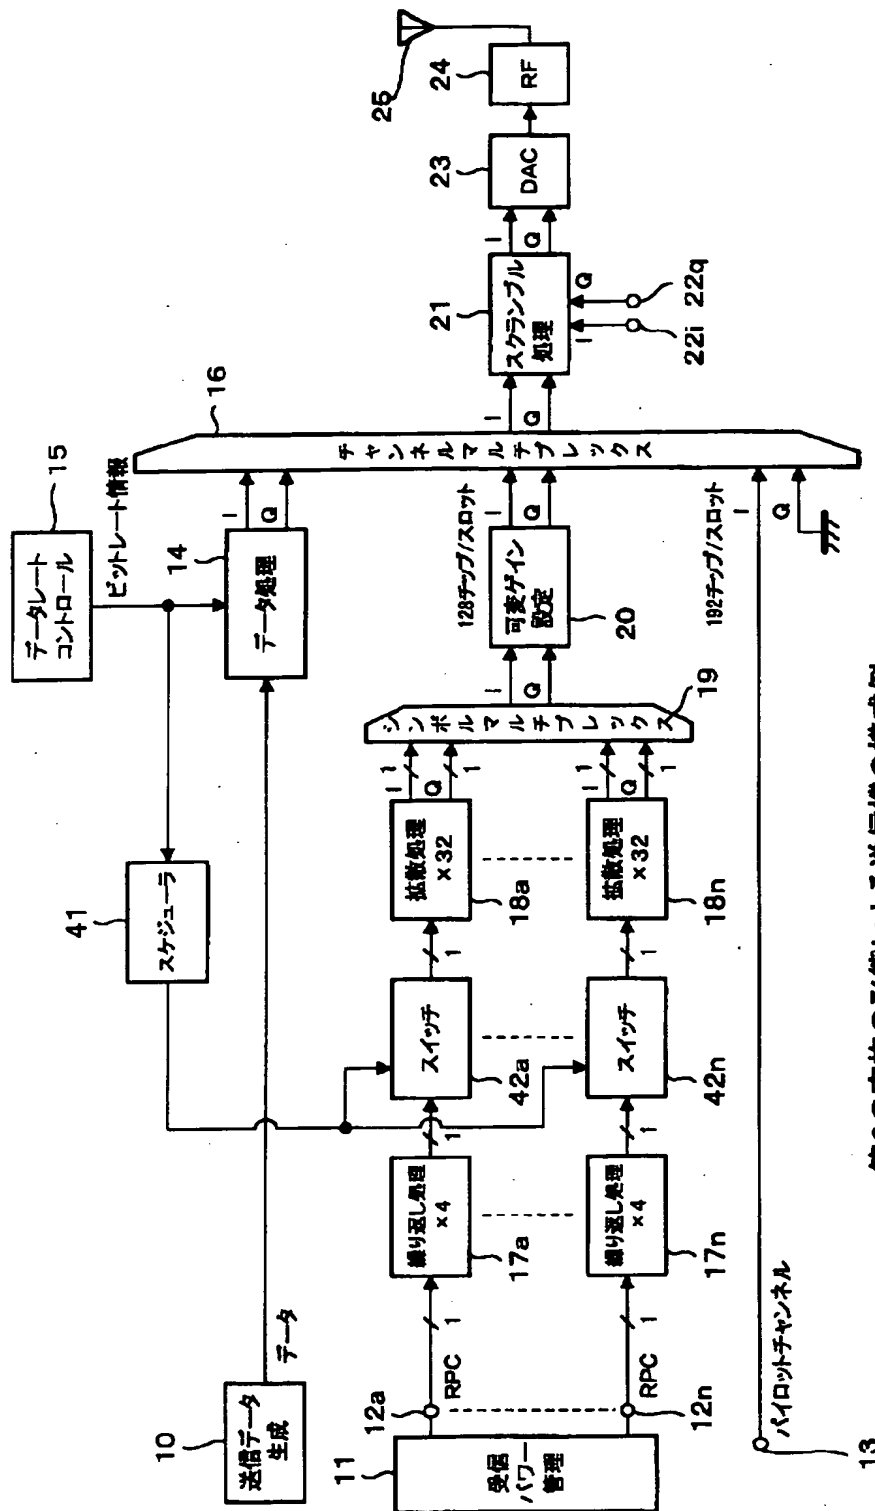 10
送信データ
生成
データ
41
スケジューラ
15
データレート
コントロール
ビットレート情報
14
データ処理
I
Q
16
チャンネルマルチプレックス
11
受信
パワー
管理
12a
RPC
1
17a
繰り返し処理
×4
1
42a
スイッチ
1
18a
拡散処理
×32
I
1
Q
1
12n
RPC
1
17n
繰り返し処理
×4
1
42n
スイッチ
1
18n
拡散処理
×32
I
1
Q
1
19
シンボルマルチプレックス
I
Q
20
可変ゲイン
設定
128チップ/スロット
I
Q
13
パイロットチャンネル
192チップ/スロット
I
Q
I
Q
21
スクランブル
処理
I
Q
22i
22q
I
Q
23
DAC
24
RF
25